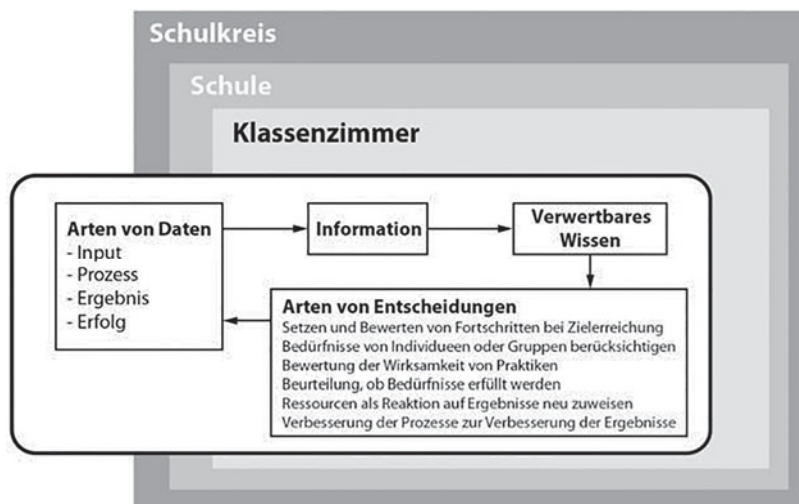 Schulkreis
Schule
Klassenzimmer
Arten von Daten
- Input
- Prozess
- Ergebnis
- Erfolg
Information
Verwertbares
Wissen
Arten von Entscheidungen
Setzen und Bewerten von Fortschritten bei Zielerreichung
Bedürfnisse von Individueen oder Gruppen berücksichtigen
Bewertung der Wirksamkeit von Praktiken
Beurteilung, ob Bedürfnisse erfüllt werden
Ressourcen als Reaktion auf Ergebnisse neu zuweisen
Verbesserung der Prozesse zur Verbesserung der Ergebnisse